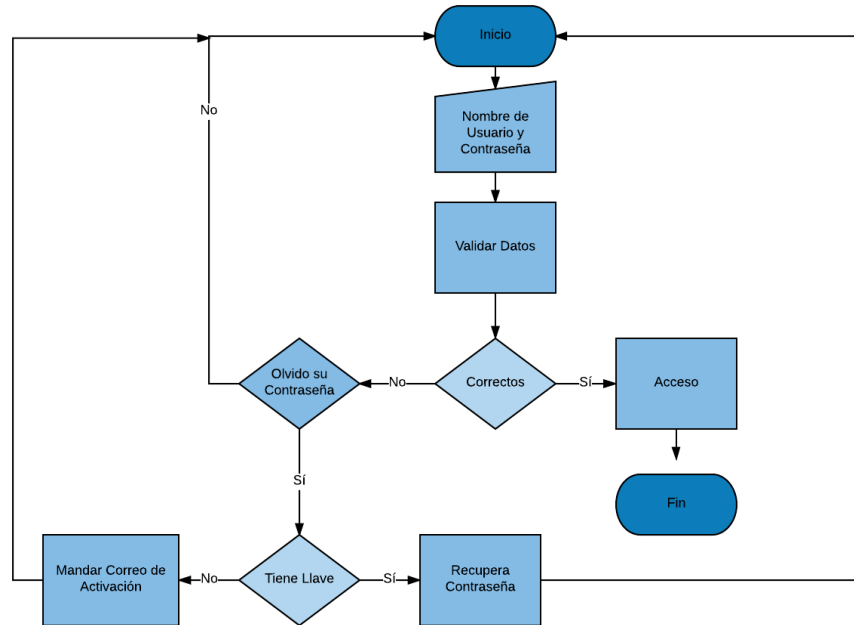 Inicio
No
Nombre de
Usuario y
Contraseña
Validar Datos
Olvido su
Contraseña
No
Correctos
Sí
Acceso
Sí
Fin
Mandar Correo de
Activación
No
Tiene Llave
Sí
Recupera
Contraseña